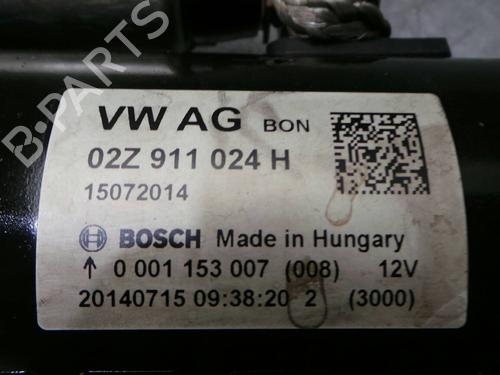 B-PARTS
VW AG BON
02Z 911 024 H
15072014
BOSCH Made in Hungary
↑ 0 001 153 007 (008) 12V
20140715 09:38:20 2 (3000)